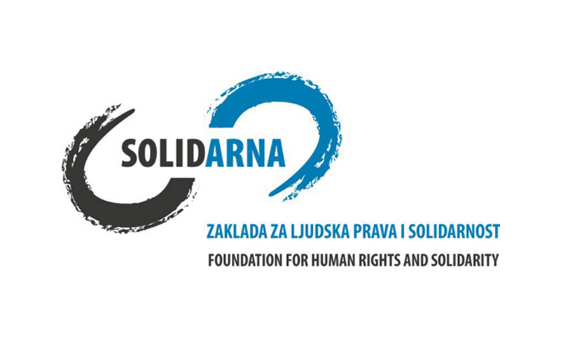 SOLIDARNA
ZAKLADA ZA LJUDSKA PRAVA I SOLIDARNOST
FOUNDATION FOR HUMAN RIGHTS AND SOLIDARITY